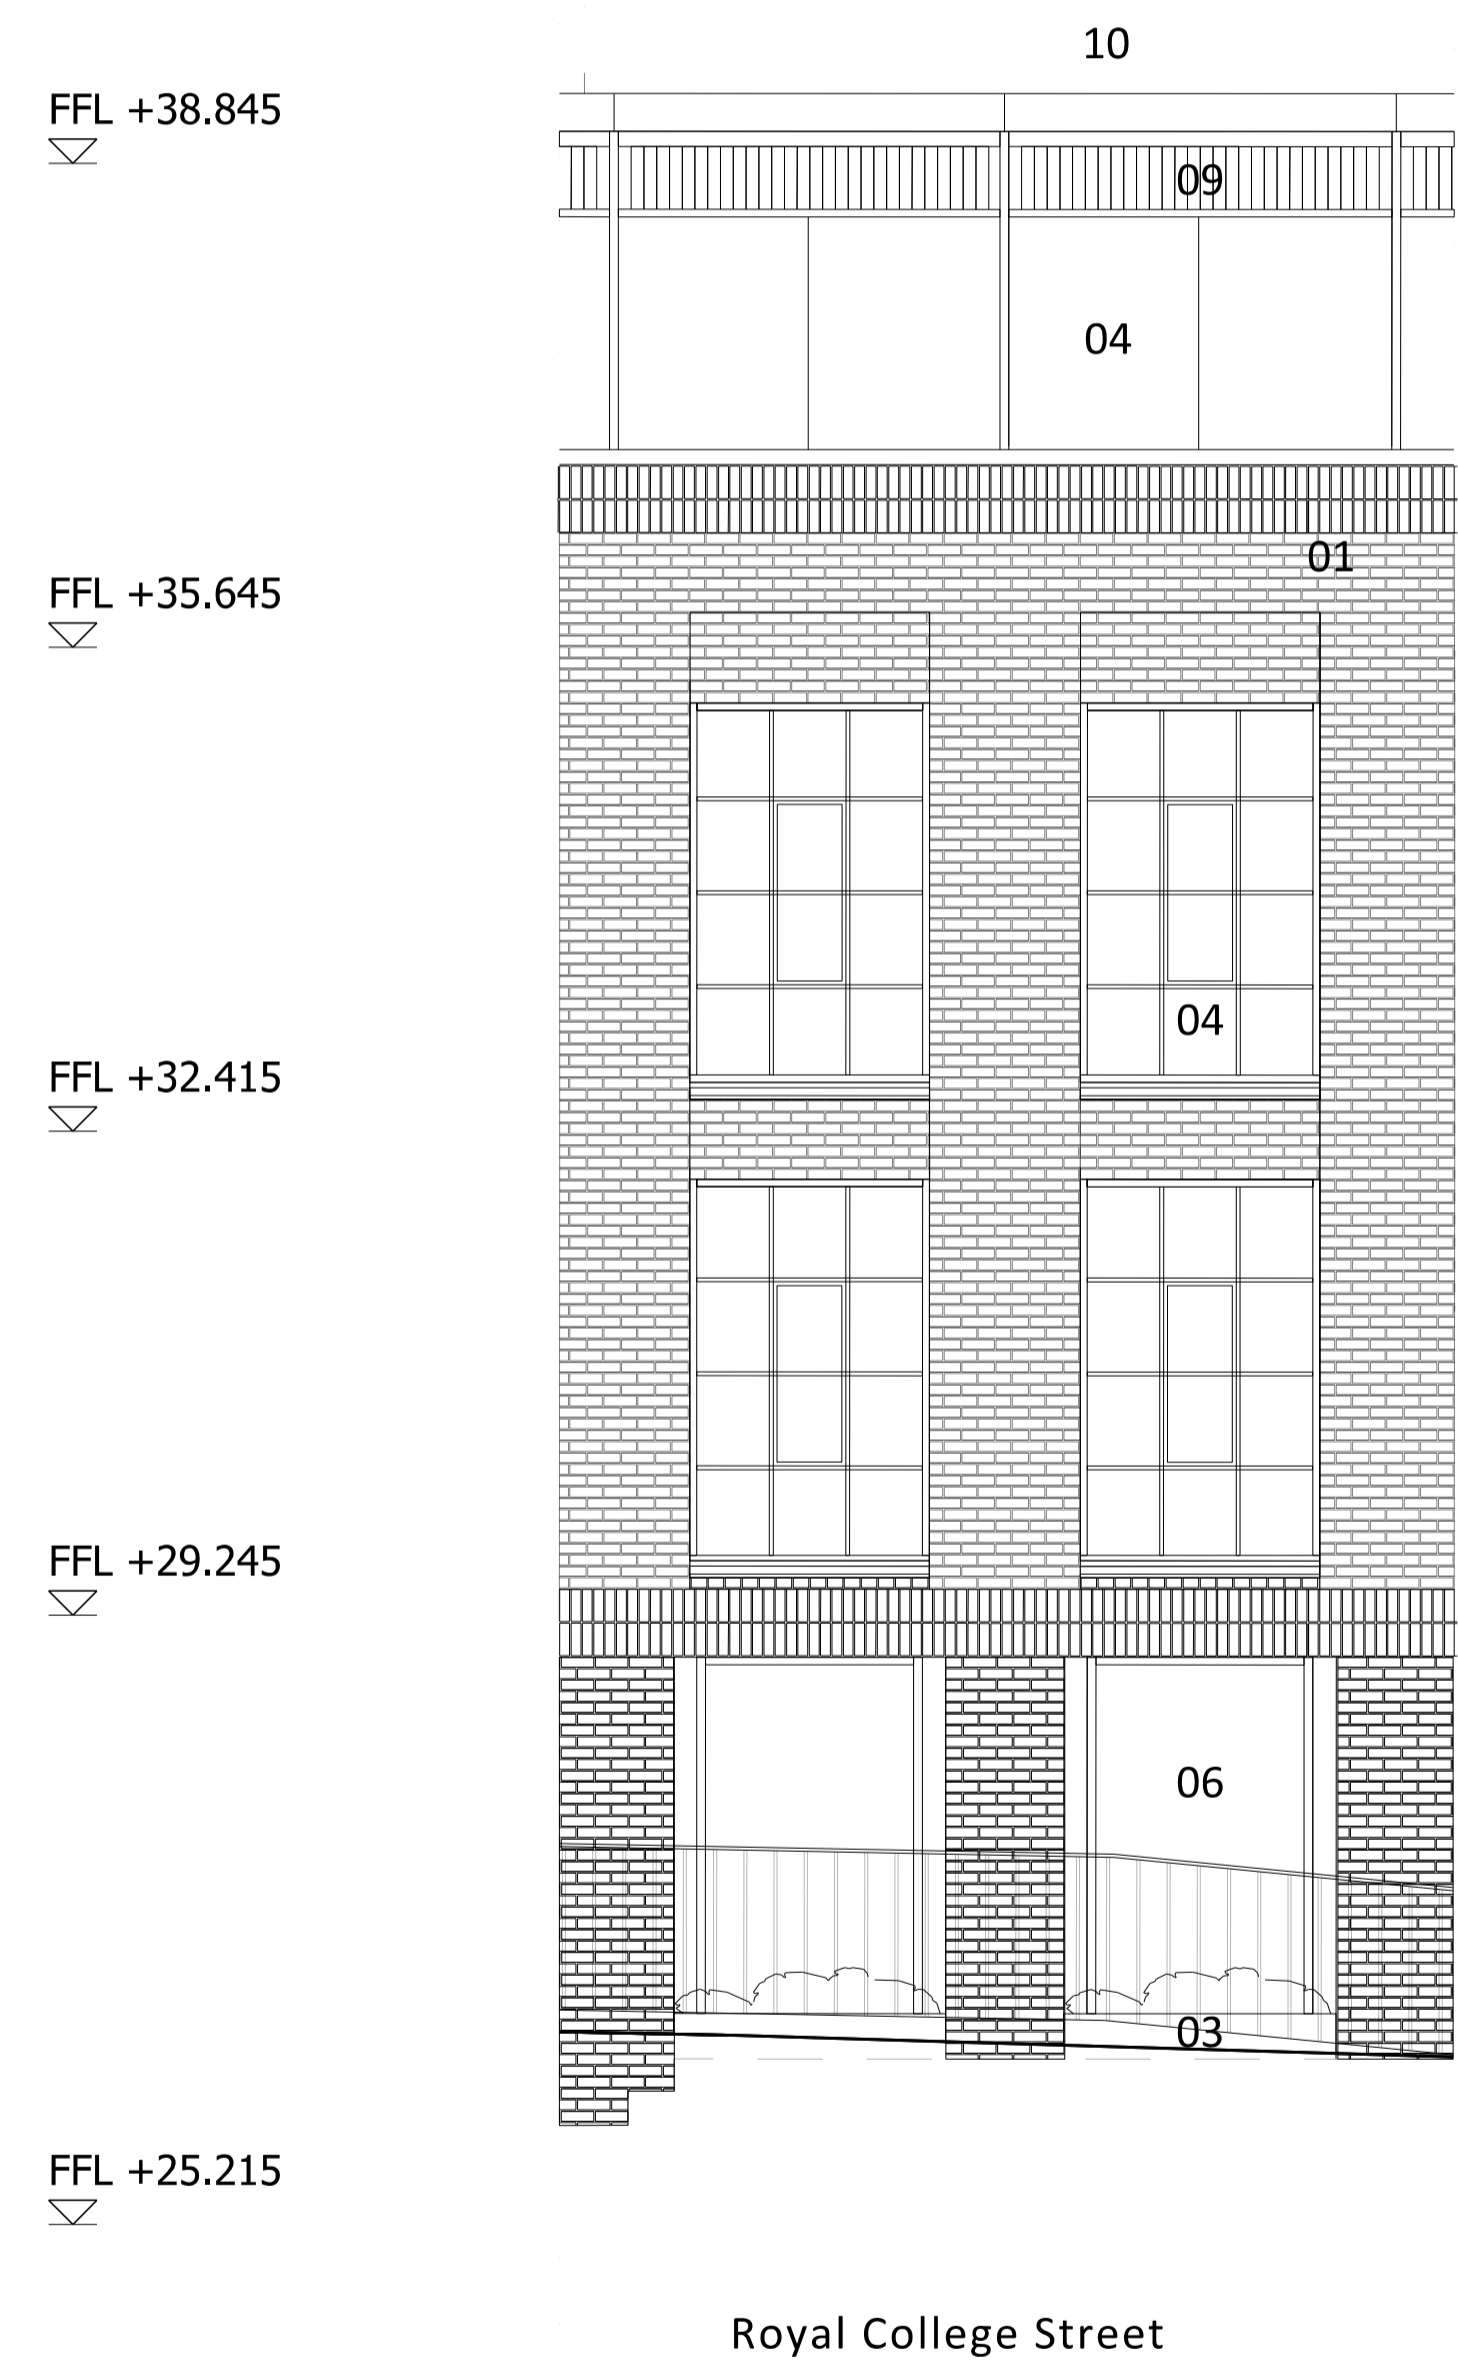 10
FFL +38.845
09
04
01
FFL +35.645
04
FFL +32.415
FFL +29.245
06
03
FFL +25.215
Royal College Street